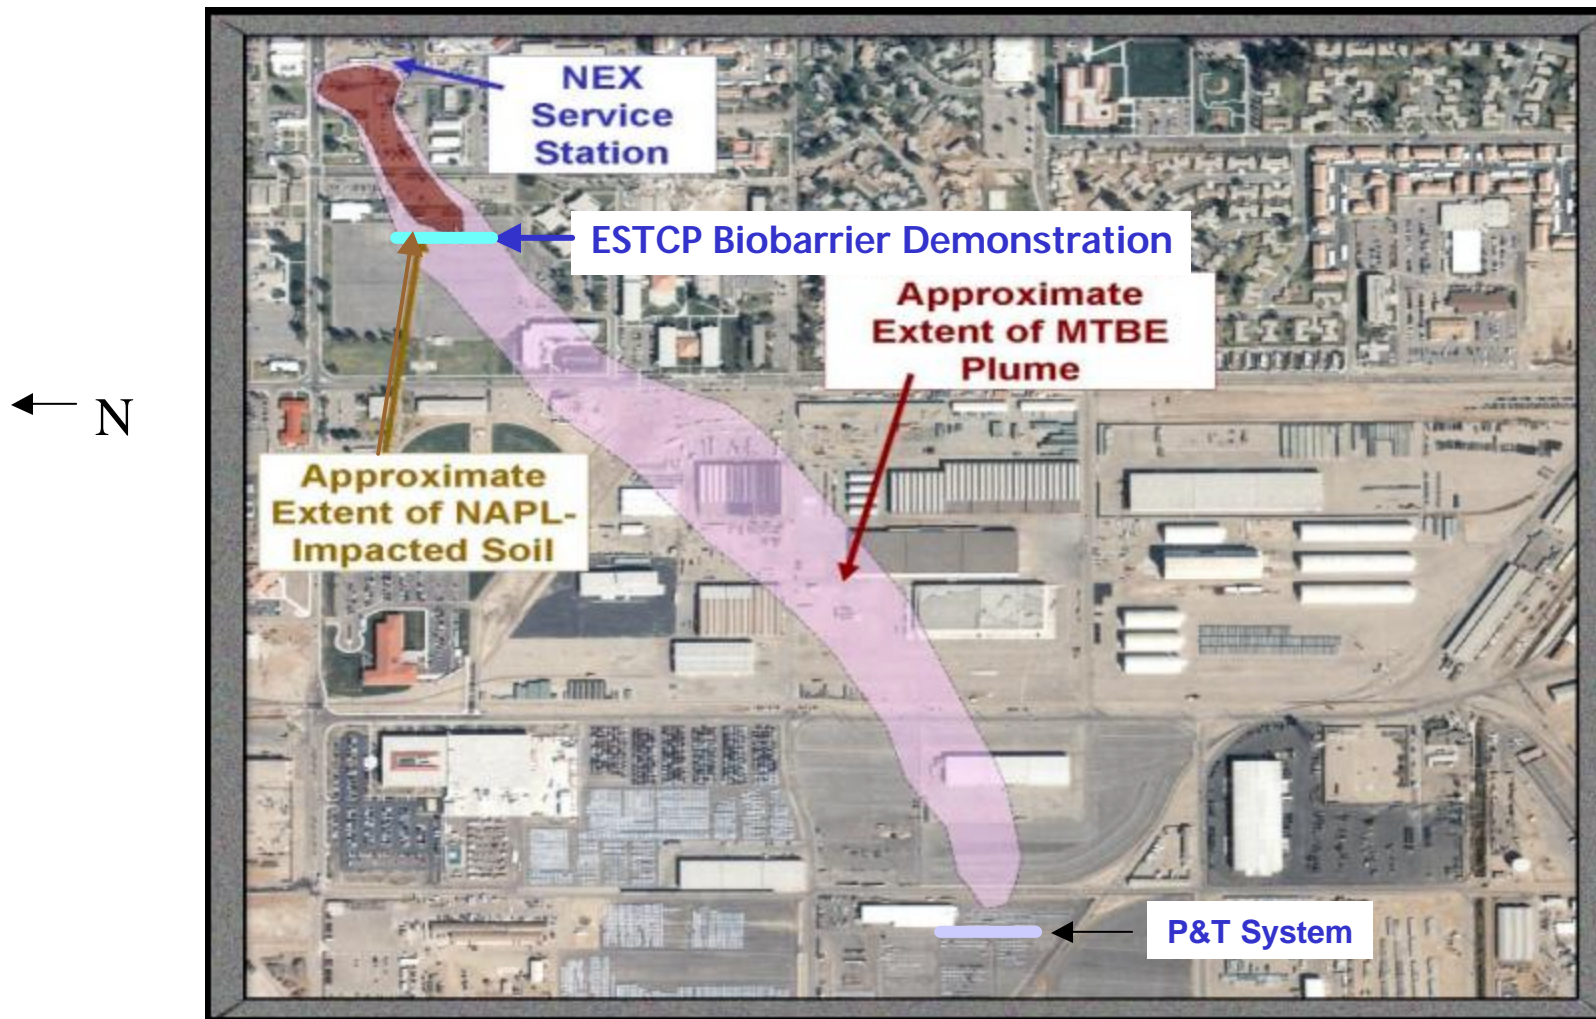 NEX
Service
Station
ESTCP Biobarrier Demonstration
Approximate
Extent of MTBE
Plume
N
Approximate
Extent of NAPL-
Impacted Soil
P&T System